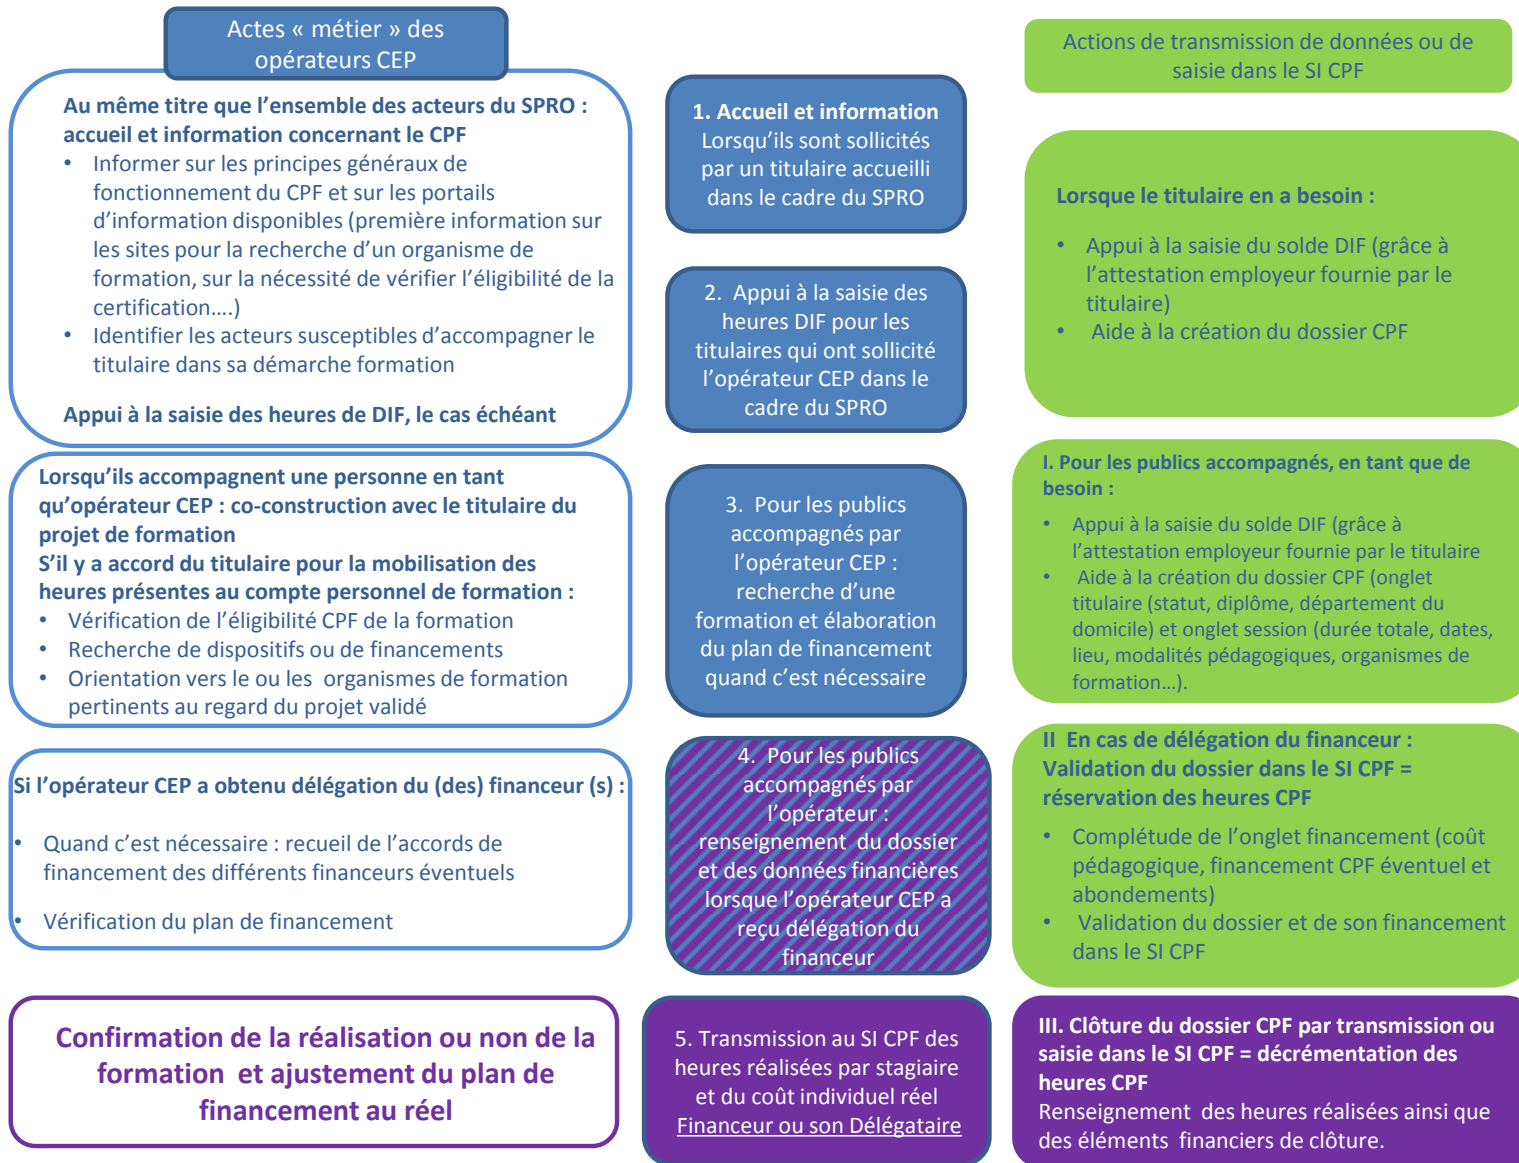 Actes « métier » des
opérateurs CEP
Actions de transmission de données ou de
saisie dans le SI CPF
Au même titre que l’ensemble des acteurs du SPRO :
accueil et information concernant le CPF
• Informer sur les principes généraux de
fonctionnement du CPF et sur les portails
d’information disponibles (première information sur
les sites pour la recherche d’un organisme de
formation, sur la nécessité de vérifier l’éligibilité de la
certification….)
• Identifier les acteurs susceptibles d’accompagner le
titulaire dans sa démarche formation
Appui à la saisie des heures de DIF, le cas échéant
1. Accueil et information
Lorsqu’ils sont sollicités
par un titulaire accueilli
dans le cadre du SPRO
2. Appui à la saisie des
heures DIF pour les
titulaires qui ont sollicité
l’opérateur CEP dans le
cadre du SPRO
Lorsque le titulaire en a besoin :
• Appui à la saisie du solde DIF (grâce à
l’attestation employeur fournie par le
titulaire)
• Aide à la création du dossier CPF
Lorsqu’ils accompagnent une personne en tant
qu’opérateur CEP : co-construction avec le titulaire du
projet de formation
S’il y a accord du titulaire pour la mobilisation des
heures présentes au compte personnel de formation :
• Vérification de l’éligibilité CPF de la formation
• Recherche de dispositifs ou de financements
• Orientation vers le ou les organismes de formation
pertinents au regard du projet validé
3. Pour les publics
accompagnés par
l’opérateur CEP :
recherche d’une
formation et élaboration
du plan de financement
quand c’est nécessaire
I. Pour les publics accompagnés, en tant que de
besoin :
• Appui à la saisie du solde DIF (grâce à
l’attestation employeur fournie par le titulaire
• Aide à la création du dossier CPF (onglet
titulaire (statut, diplôme, département du
domicile) et onglet session (durée totale, dates,
lieu, modalités pédagogiques, organismes de
formation…).
Si l’opérateur CEP a obtenu délégation du (des) financeur (s) :
• Quand c’est nécessaire : recueil de l’accords de
financement des différents financeurs éventuels
• Vérification du plan de financement
4. Pour les publics
accompagnés par
l’opérateur :
renseignement du dossier
et des données financières
lorsque l’opérateur CEP a
reçu délégation du
financeur
II En cas de délégation du financeur :
Validation du dossier dans le SI CPF =
réservation des heures CPF
• Complétude de l’onglet financement (coût
pédagogique, financement CPF éventuel et
abondements)
• Validation du dossier et de son financement
dans le SI CPF
Confirmation de la réalisation ou non de la
formation et ajustement du plan de
financement au réel
5. Transmission au SI CPF des
heures réalisées par stagiaire
et du coût individuel réel
Financeur ou son Délégataire
III. Clôture du dossier CPF par transmission ou
saisie dans le SI CPF = décrémentation des
heures CPF
Renseignement des heures réalisées ainsi que
des éléments financiers de clôture.